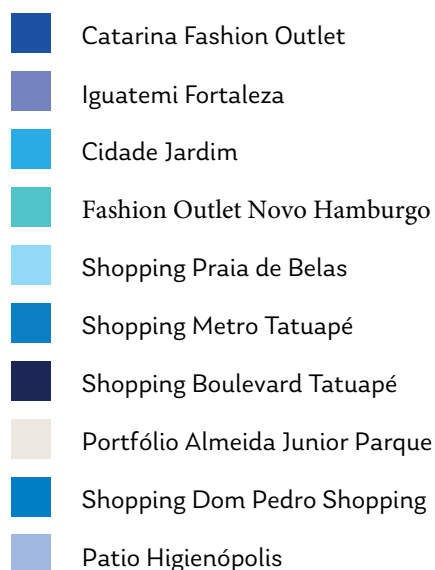 Catarina Fashion Outlet
Iguatemi Fortaleza
Cidade Jardim
Fashion Outlet Novo Hamburgo
Shopping Praia de Belas
Shopping Metro Tatuapé
Shopping Boulevard Tatuapé
Portfólio Almeida Junior Parque
Shopping Dom Pedro Shopping
Patio Higienópolis